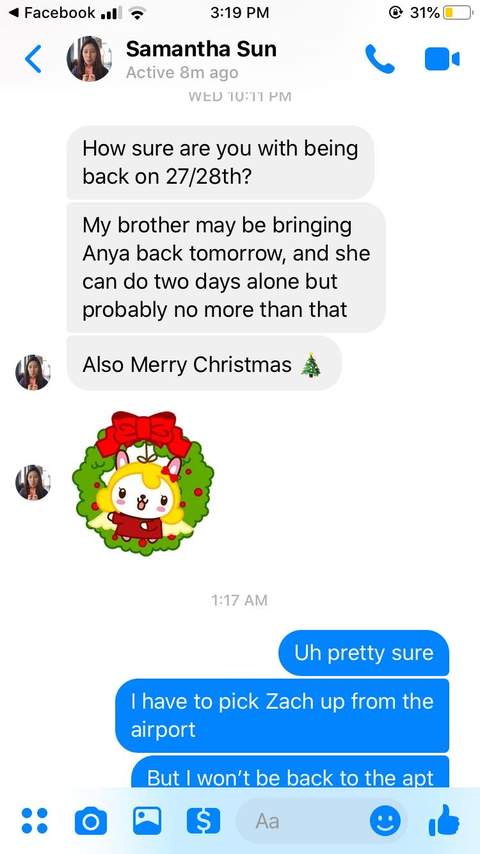 Facebook 3:19 PM 31%
Samantha Sun
Active 8m ago
WED 10:11 PM
How sure are you with being
back on 27/28th?
My brother may be bringing
Anya back tomorrow, and she
can do two days alone but
probably no more than that
Also Merry Christmas 🎄
1:17 AM
Uh pretty sure
I have to pick Zach up from the
airport
But I won’t be back to the apt
$
Aa